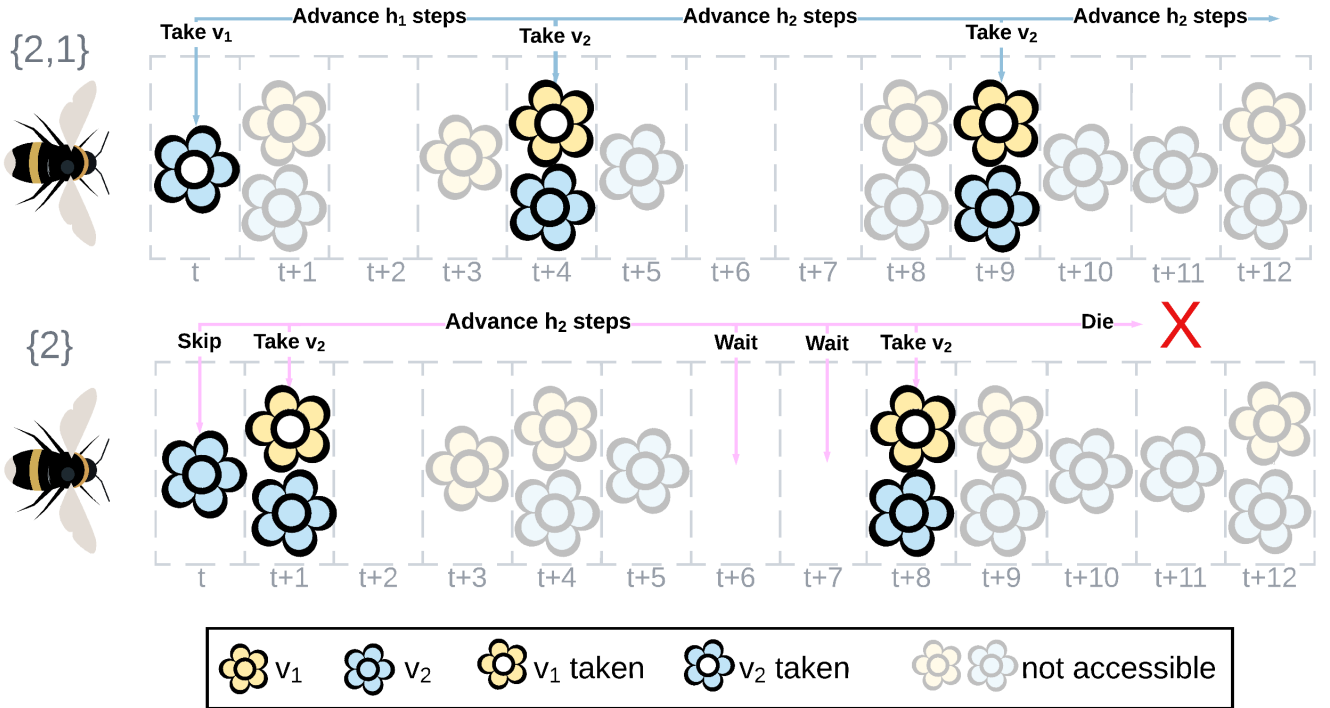 Advance h₁ steps Advance h₂ steps Advance h₂ steps
Take v₁ Take v₂ Take v₂
{2,1}
t t+1 t+2 t+3 t+4 t+5 t+6 t+7 t+8 t+9 t+10 t+11 t+12
Advance h₂ steps Die X
{2}
Skip Take v₂ Wait Wait Take v₂
t t+1 t+2 t+3 t+4 t+5 t+6 t+7 t+8 t+9 t+10 t+11 t+12
v₁ v₂ v₁ taken v₂ taken not accessible